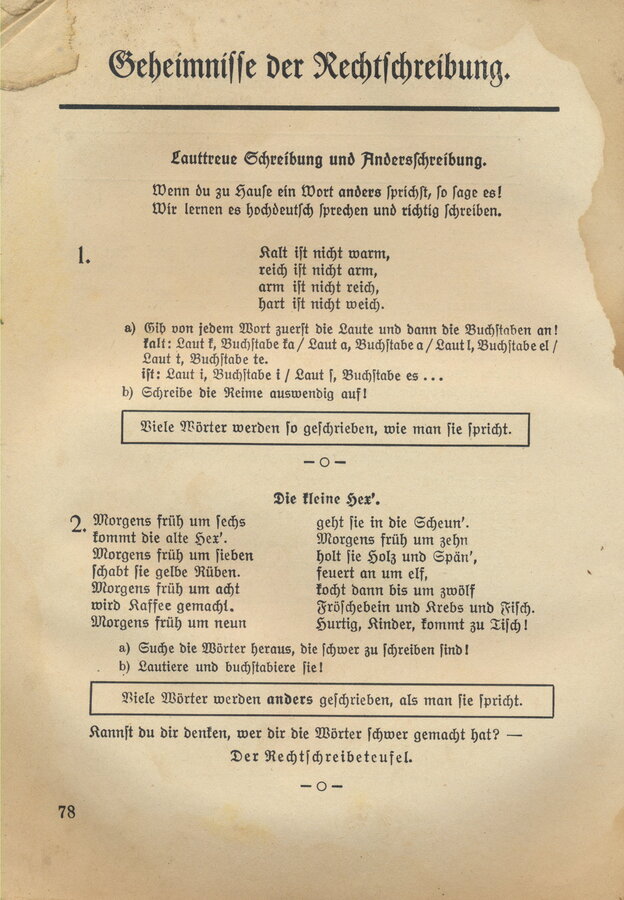 Geheimnisse der Rechtschreibung.
Lauttreue Schreibung und Andersschreibung.
Wenn du zu Hause ein Wort anders sprichst, so sage es!
Wir lernen es hochdeutsch sprechen und richtig schreiben.
1.
Kalt ist nicht warm,
reich ist nicht arm,
arm ist nicht reich,
hart ist nicht weich.
a) Gib von jedem Wort zuerst die Laute und dann die Buchstaben an!
kalt: Laut k, Buchstabe ka / Laut a, Buchstabe a / Laut l, Buchstabe el /
Laut t, Buchstabe te.
ist: Laut i, Buchstabe i / Laut s, Buchstabe es ...
b) Schreibe die Reime auswendig auf!
Viele Wörter werden so geschrieben, wie man sie spricht.
—o—
Die kleine Hex'.
2. Morgens früh um sechs
kommt die alte Hex'.
Morgens früh um sieben
schabt sie gelbe Rüben.
Morgens früh um acht
wird Kaffee gemacht.
Morgens früh um neun
geht sie in die Scheun'.
Morgens früh um zehn
holt sie Holz und Spän',
feuert an um elf,
kocht dann bis um zwölf
Fröschebein und Krebs und Fisch.
Hurtig, Kinder, kommt zu Tisch!
a) Suche die Wörter heraus, die schwer zu schreiben sind!
b) Lautiere und buchstabiere sie!
Viele Wörter werden anders geschrieben, als man sie spricht.
Kannst du dir denken, wer dir die Wörter schwer gemacht hat? —
Der Rechtschreibeteufel.
—o—
78